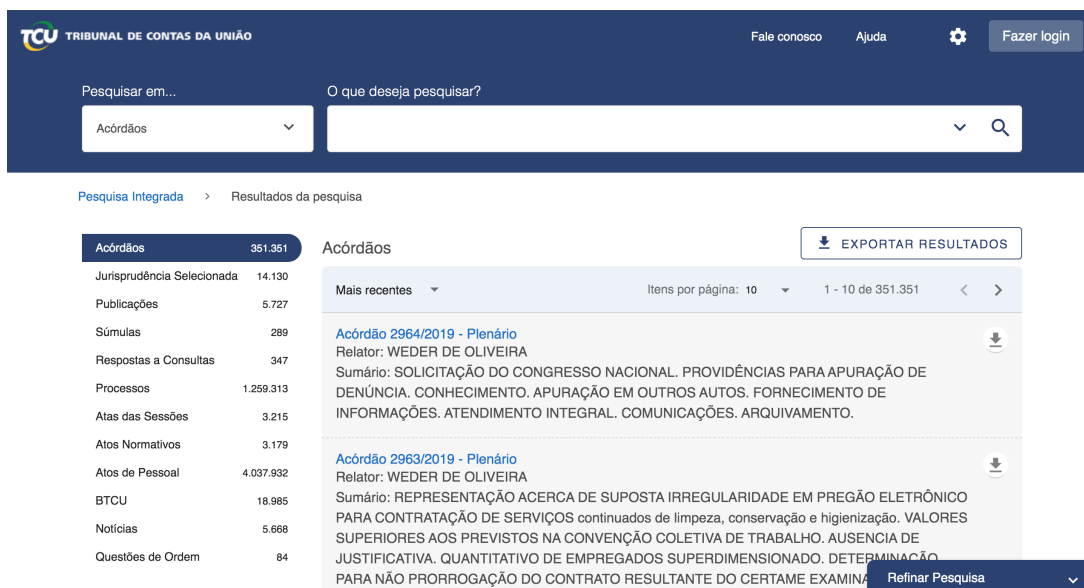 TCU TRIBUNAL DE CONTAS DA UNIÃO
Fale conosco
Ajuda
Fazer login
Pesquisar em...
O que deseja pesquisar?
Acórdãos
Pesquisa Integrada > Resultados da pesquisa
Acórdãos 351.351
Jurisprudência Selecionada 14.130
Publicações 5.727
Súmulas 289
Respostas a Consultas 347
Processos 1.259.313
Atas das Sessões 3.215
Atos Normativos 3.179
Atos de Pessoal 4.037.932
BTCU 18.985
Notícias 5.668
Questões de Ordem 84
Acórdãos
EXPORTAR RESULTADOS
Mais recentes
Itens por página: 10
1 - 10 de 351.351
Acórdão 2964/2019 - Plenário
Relator: WEDER DE OLIVEIRA
Sumário: SOLICITAÇÃO DO CONGRESSO NACIONAL. PROVIDÊNCIAS PARA APURAÇÃO DE
DENÚNCIA. CONHECIMENTO. APURAÇÃO EM OUTROS AUTOS. FORNECIMENTO DE
INFORMAÇÕES. ATENDIMENTO INTEGRAL. COMUNICAÇÕES. ARQUIVAMENTO.
Acórdão 2963/2019 - Plenário
Relator: WEDER DE OLIVEIRA
Sumário: REPRESENTAÇÃO ACERCA DE SUPOSTA IRREGULARIDADE EM PREGÃO ELETRÔNICO
PARA CONTRATAÇÃO DE SERVIÇOS continuados de limpeza, conservação e higienização. VALORES
SUPERIORES AOS PREVISTOS NA CONVENÇÃO COLETIVA DE TRABALHO. AUSENCIA DE
JUSTIFICATIVA. QUANTITATIVO DE EMPREGADOS SUPERDIMENSIONADO. DETERMINAÇÃO
PARA NÃO PRORROGAÇÃO DO CONTRATO RESULTANTE DO CERTAME EXAMINA
Refinar Pesquisa